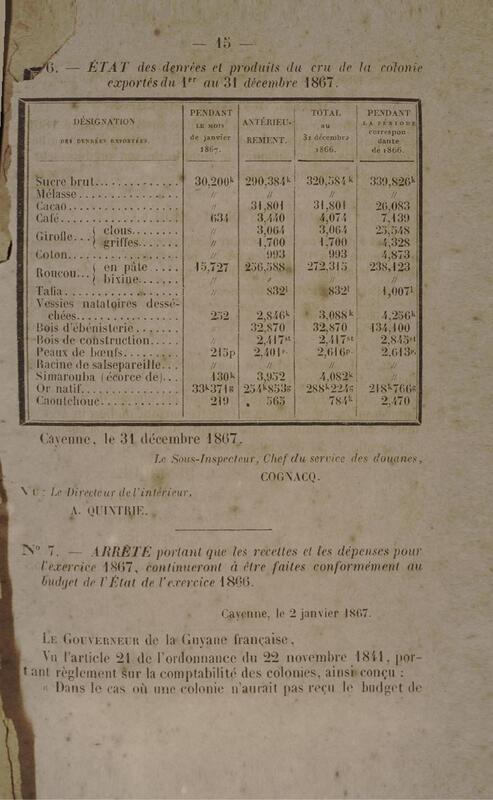 — 15 —
6. — ÉTAT des denrées et produits du cru de la colonie
exportés du 1er au 31 décembre 1867.
DÉSIGNATION
DES DENRÉES EXPORTÉES.
PENDANT
LE MOIS
de janvier
1867.
ANTÉRIEU-
REMENT.
TOTAL
au
31 décembre
1866.
PENDANT
LA PÉRIODE
correspon
dante
de 1866.
Sucre brut.............. 30,200k 290,384k 320,584k 339,826k
Mélasse................. // // // //
Cacao................... // 31,801 31,801 26,083
Café.................... 634 3,440 4,074 7,139
Girofle...{ clous....... // 3,064 3,064 25,548
griffes...... // 1,700 1,700 4,328
Coton................... // 993 993 4,873
Roucou...{ en pâte .... 15,727 256,588 272,315 238,123
bixine....... // // // //
Tafia................... // 832l 832l 1,007l
Vessies natatoires dessé-
chées................. 252 2,846k 3,088k 4,256k
Bois d'ébénisterie ....... // 32,870 32,870 134,100
Bois de construction..... // 2,417st 2,417st 2,845st
Peaux de bœufs......... 215p 2,401p 2,616p 2,613p
Racine de salsepareille... // // // //
Simarouba (écorce de)... 130k 3,952 4,082k //
Or natif................ 33k371g 254k853g 288k224g 218k766g
Caoutchouc............. 219 565 784k 2,470
Cayenne, le 31 décembre 1867.
Le Sous-Inspecteur, Chef du service des douanes,
COGNACQ.
VU : Le Directeur de l'intérieur,
A. QUINTRIE.
N° 7. — ARRÊTÉ portant que les recettes et les dépenses pour
l'exercice 1867, continueront à être faites conformément au
budget de l'État de l'exercice 1866.
Cayenne, le 2 janvier 1867.
LE GOUVERNEUR de la Guyane française,
Vu l'article 21 de l'ordonnance du 22 novembre 1841, por-
tant règlement sur la comptabilité des colonies, ainsi conçu :
« Dans le cas où une colonie n'aurait pas reçu le budget de